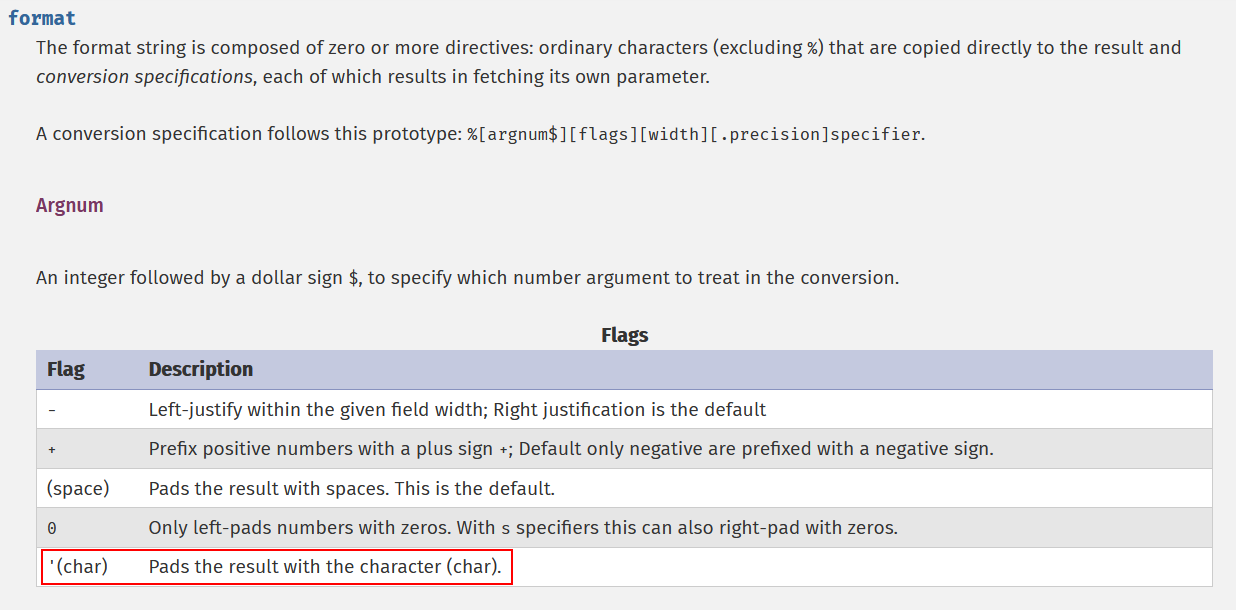 format
The format string is composed of zero or more directives: ordinary characters (excluding %) that are copied directly to the result and
conversion specifications, each of which results in fetching its own parameter.
A conversion specification follows this prototype: %[argnum$][flags][width][.precision]specifier.
Argnum
An integer followed by a dollar sign $, to specify which number argument to treat in the conversion.
Flags
Flag Description
- Left-justify within the given field width; Right justification is the default
+ Prefix positive numbers with a plus sign +; Default only negative are prefixed with a negative sign.
(space) Pads the result with spaces. This is the default.
0 Only left-pads numbers with zeros. With s specifiers this can also right-pad with zeros.
'(char) Pads the result with the character (char).